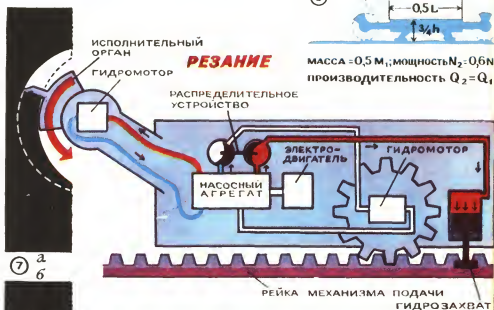 0,5L
¾h
МАССА=0,5 М₁; МОЩНОСТЬ N₂=0,6N
ПРОИЗВОДИТЕЛЬНОСТЬ Q₂=Q₁
ИСПОЛНИТЕЛЬНЫЙ
ОРГАН
ГИДРОМОТОР
РЕЗАНИЕ
РАСПРЕДЕЛИТЕЛЬНОЕ
УСТРОЙСТВО
ЭЛЕКТРО-
ДВИГАТЕЛЬ
ГИДРОМОТОР
НАСОСНЫЙ
АГРЕГАТ
7 а
б
РЕЙКА МЕХАНИЗМА ПОДАЧИ
ГИДРОЗАХВАТ